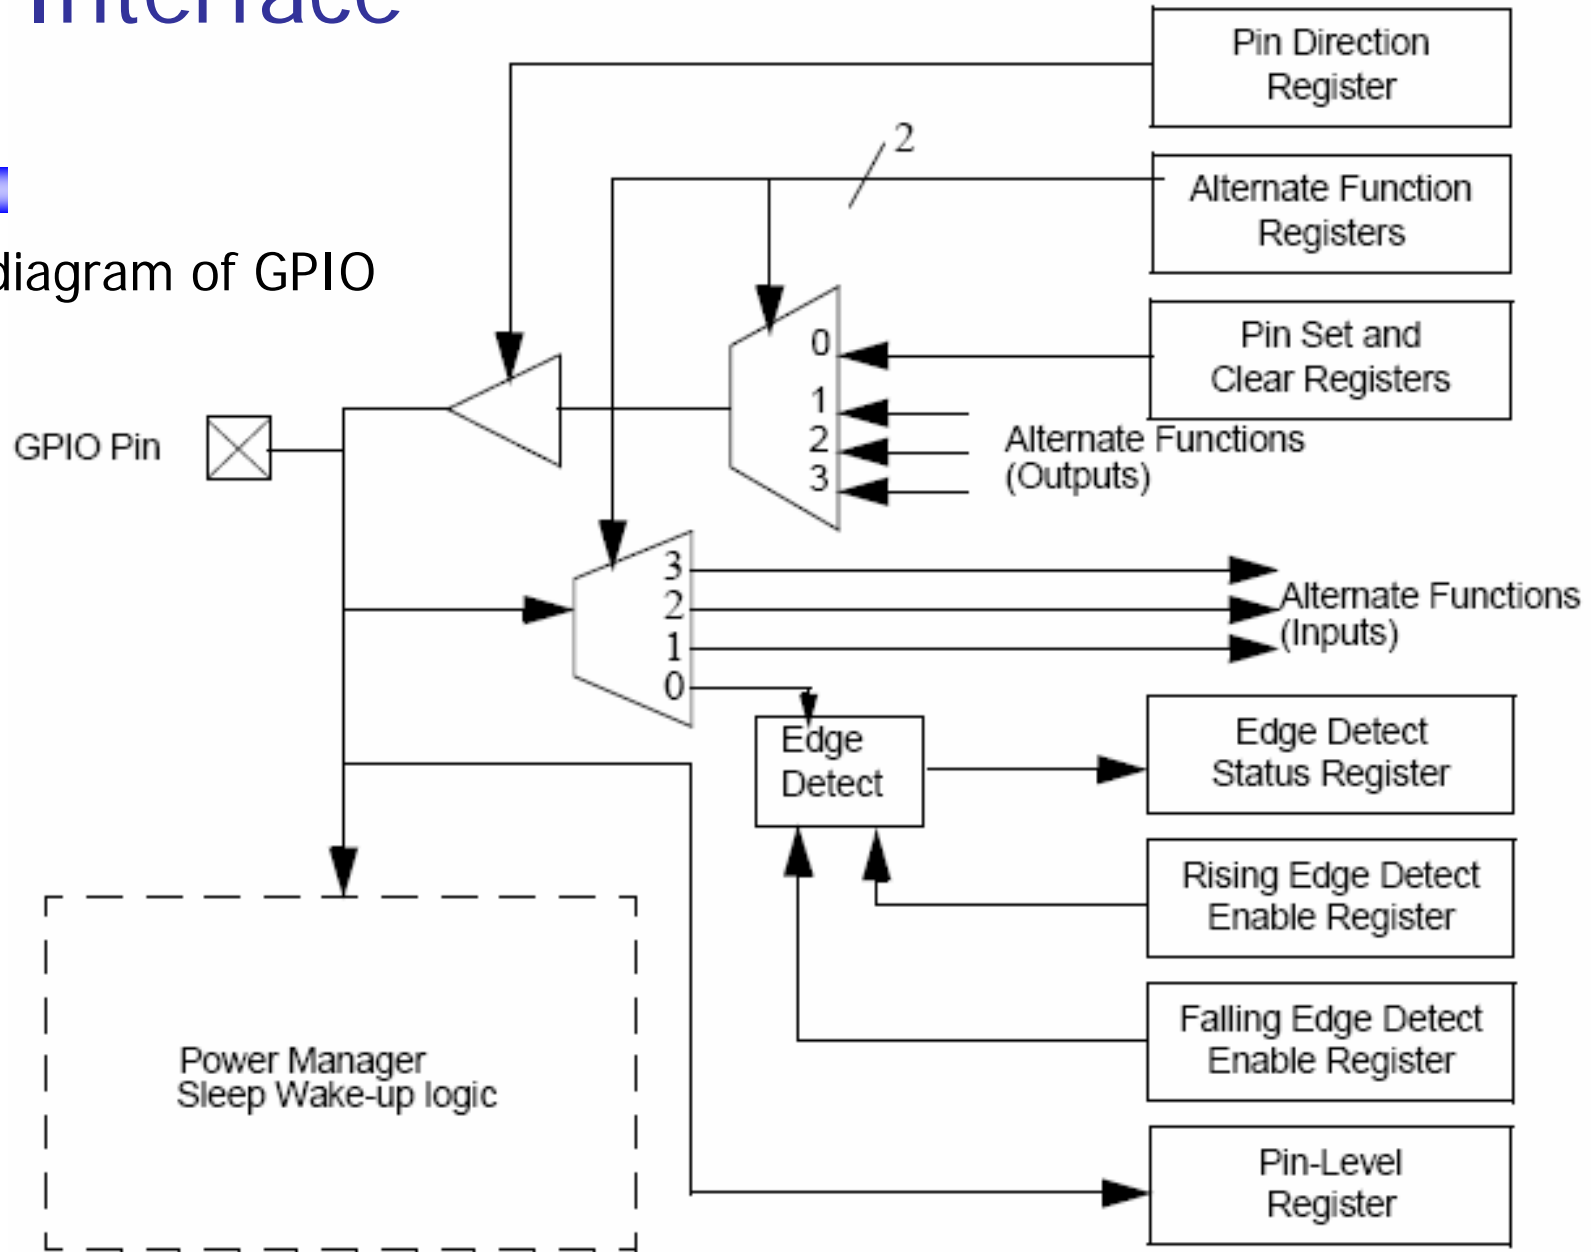 Interface
diagram of GPIO
Pin Direction
Register
2
Alternate Function
Registers
Pin Set and
Clear Registers
0
1
2
3
Alternate Functions
(Outputs)
GPIO Pin
3
2
1
0
Alternate Functions
(Inputs)
Edge
Detect
Edge Detect
Status Register
Rising Edge Detect
Enable Register
Falling Edge Detect
Enable Register
Power Manager
Sleep Wake-up logic
Pin-Level
Register